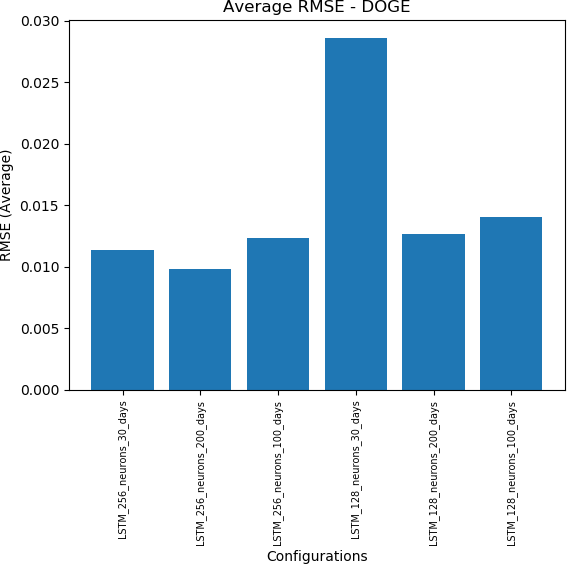 Average RMSE - DOGE
RMSE (Average)
0.030
0.025
0.020
0.015
0.010
0.005
0.000
LSTM_256_neurons_30_days
LSTM_256_neurons_200_days
LSTM_256_neurons_100_days
LSTM_128_neurons_30_days
LSTM_128_neurons_200_days
LSTM_128_neurons_100_days
Configurations